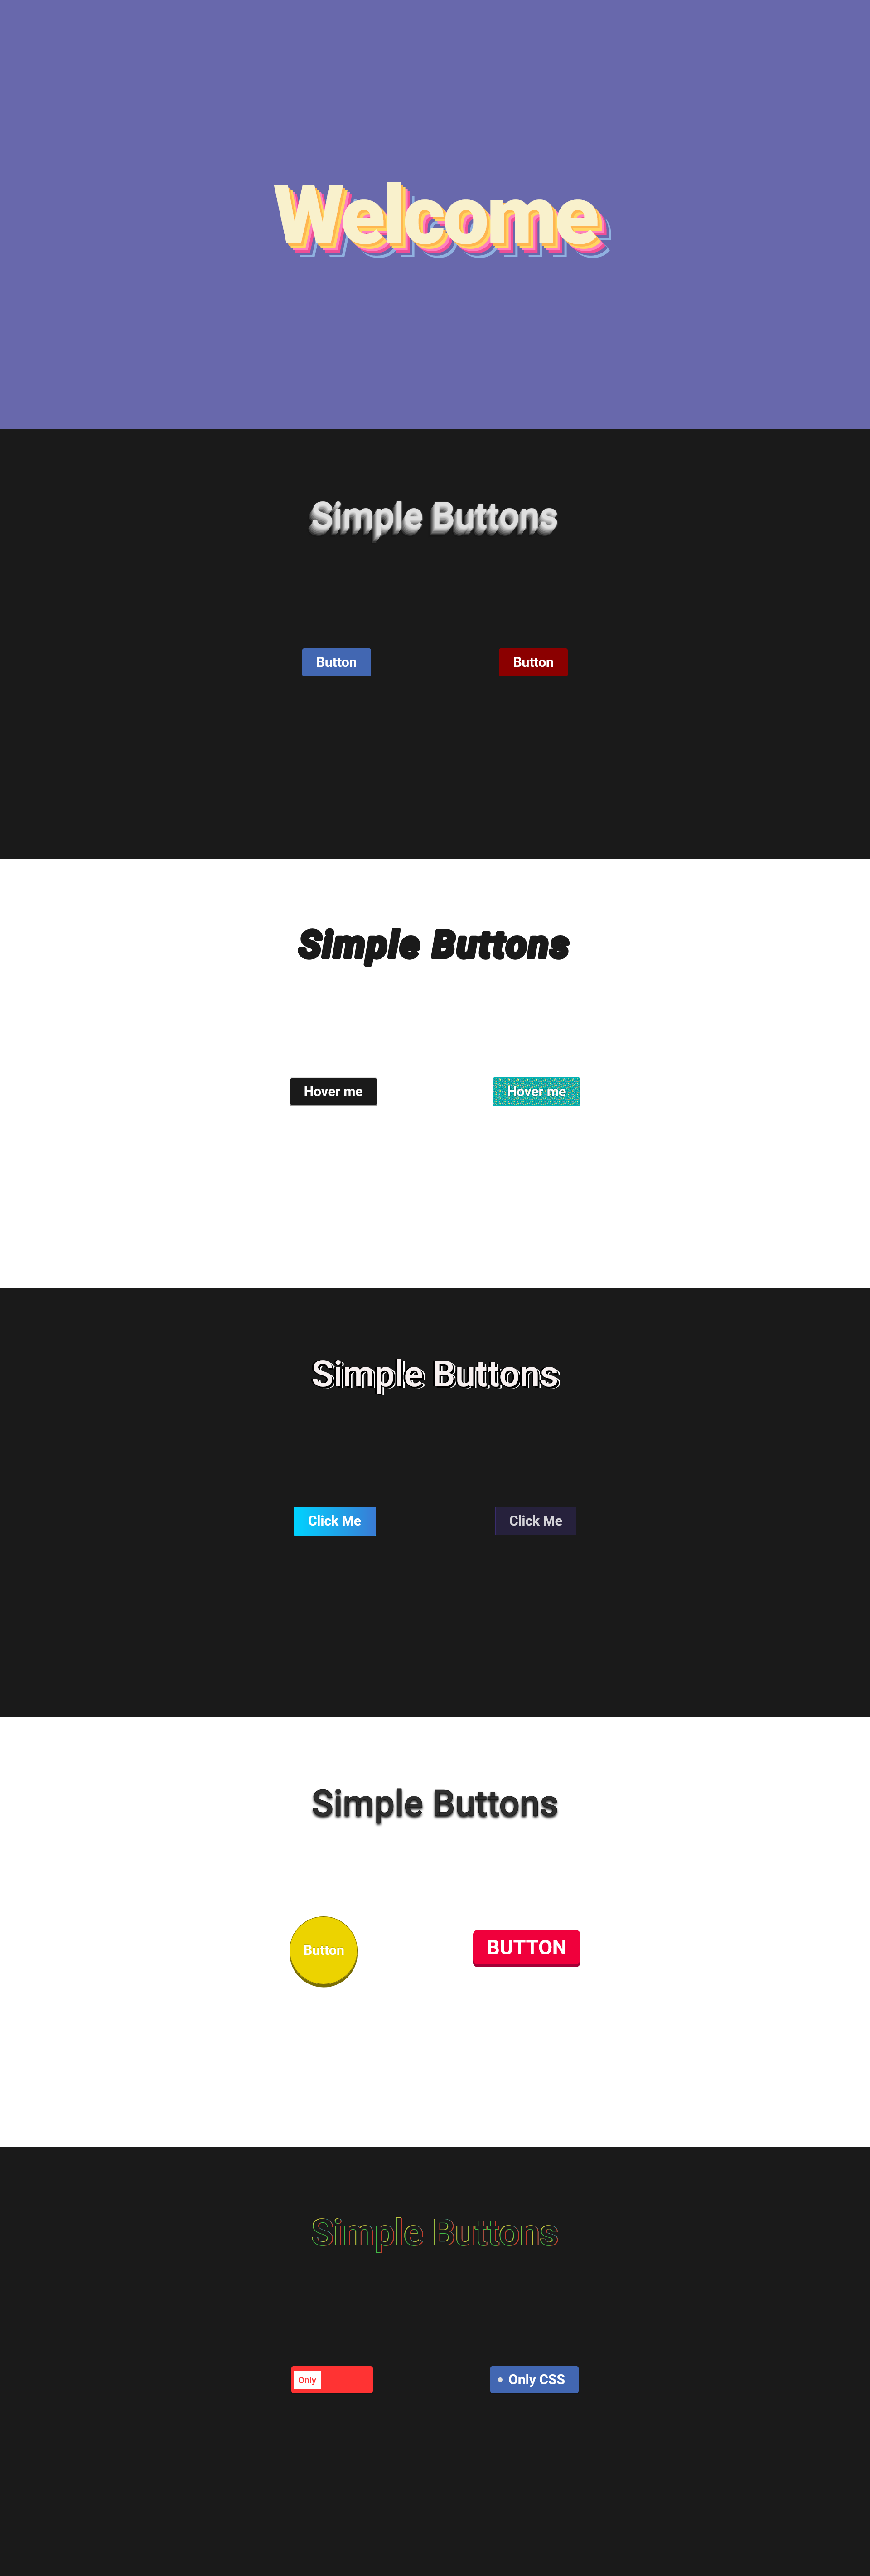 Welcome
Simple Buttons
Button Button
Simple Buttons
Hover me Hover me
Simple Buttons
Click Me Click Me
Simple Buttons
Button BUTTON
Simple Buttons
Only Only CSS